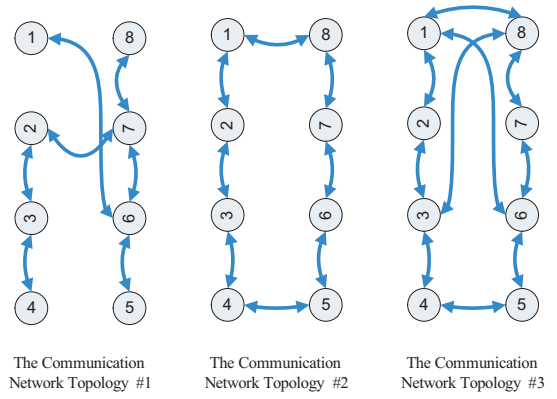 1 8 1 8 1 8
2 7 2 7 2 7
3 6 3 6 3 6
4 5 4 5 4 5
The Communication The Communication The Communication
Network Topology #1 Network Topology #2 Network Topology #3